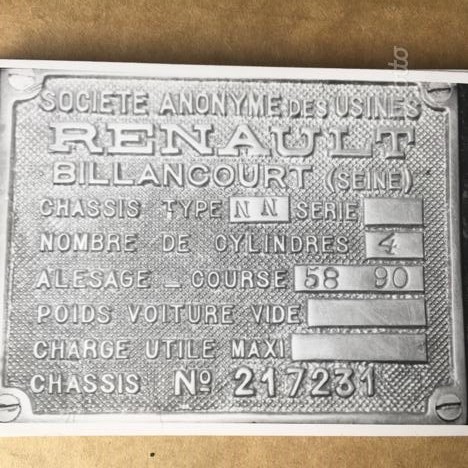 SOCIETE ANONYME DES USINES
RENAULT
BILLANCOURT (SEINE)
CHASSIS TYPE NN SERIE
NOMBRE DE CYLINDRES 4
ALESAGE _ COURSE 58 90
POIDS VOITURE VIDE
CHARGE UTILE MAXI
CHASSIS Nº 217231